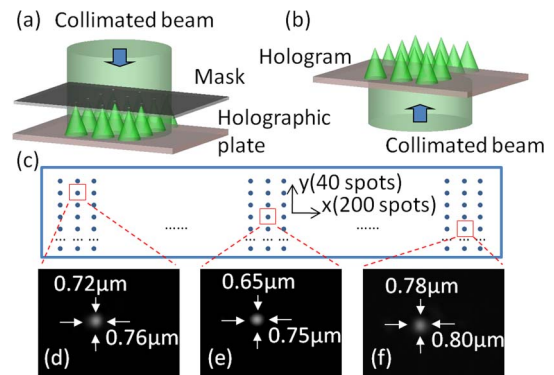 (a)
Collimated beam
Mask
Holographic
plate
(b)
Hologram
Collimated beam
(c)
y(40 spots)
x(200 spots)
... ... ...
......
... ... ...
......
... ... ...
0.72μm
0.76μm
(d)
0.65μm
0.75μm
(e)
0.78μm
0.80μm
(f)